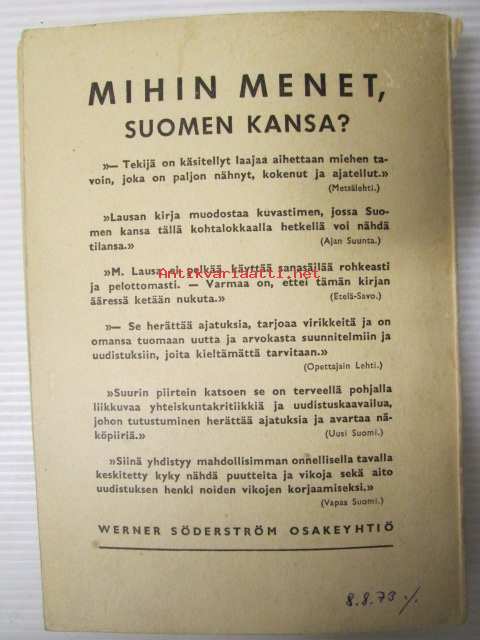 MIHIN MENET,
SUOMEN KANSA?
»— Tekijä on käsitellyt laajaa aihettaan miehen ta-
voin, joka on paljon nähnyt, kokenut ja ajatellut.»
(Metsälehti.)
»Lausan kirja muodostaa kuvastimen, jossa Suo-
men kansa tällä kohtalokkaalla hetkellä voi nähdä
tilansa.» (Ajan Suunta.)
»M. Lausa ei pelkää käyttää sanasäilää rohkeasti
ja pelottomasti. — Varmaa on, ettei tämän kirjan
ääressä ketään nukuta.» (Etelä-Savo.)
»— Se herättää ajatuksia, tarjoaa virikkeitä ja on
omansa tuomaan uutta ja arvokasta suunnitelmiin ja
uudistuksiin, joita kieltämättä tarvitaan.»
(Opettajain Lehti.)
»Suurin piirtein katsoen se on terveellä pohjalla
liikkuvaa yhteiskuntakritiikkiä ja uudistuskaavailua,
johon tutustuminen herättää ajatuksia ja avartaa nä-
köpiiriä.» (Uusi Suomi.)
»Siinä yhdistyy mahdollisimman onnellisella tavalla
keskitetty kyky nähdä puutteita ja vikoja sekä aito
uudistuksen henki noiden vikojen korjaamiseksi.»
(Vapaa Suomi.)
WERNER SÖDERSTRÖM OSAKEYHTIÖ
8.8.73